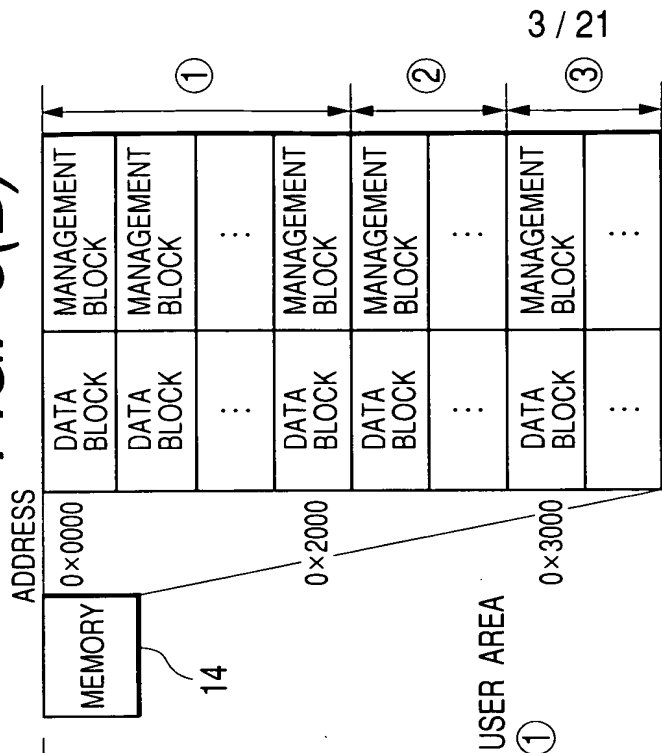 3 / 21
ADDRESS
MEMORY
14
0×0000
0×2000
0×3000
DATA
BLOCK
MANAGEMENT
BLOCK
DATA
BLOCK
MANAGEMENT
BLOCK
⋮
⋮
DATA
BLOCK
MANAGEMENT
BLOCK
①
DATA
BLOCK
MANAGEMENT
BLOCK
⋮
⋮
②
DATA
BLOCK
MANAGEMENT
BLOCK
⋮
⋮
③
USER AREA
①